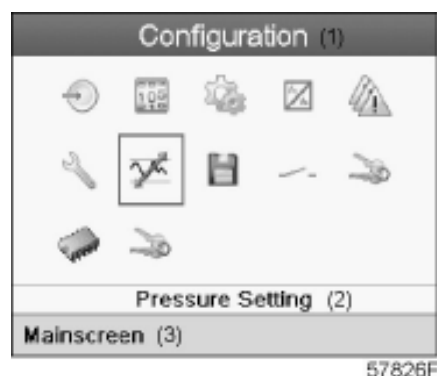 Configuration (1)
Pressure Setting (2)
Mainscreen (3)
57826F